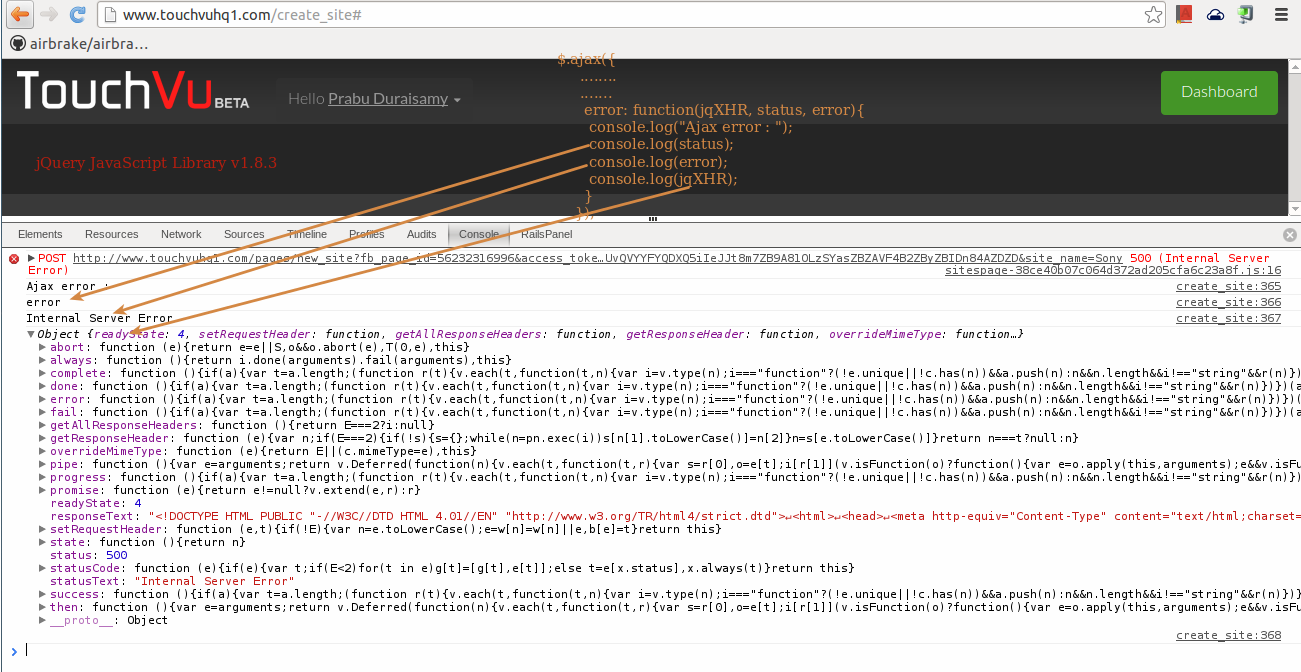 www.touchvuhq1.com/create_site#
airbrake/airbra…
TouchVu BETA
Hello Prabu Duraisamy
Dashboard
jQuery JavaScript Library v1.8.3
$.ajax({
........
.......
error: function(jqXHR, status, error){
console.log("Ajax error : ");
console.log(status);
console.log(error);
console.log(jqXHR);
}
});
Elements Resources Network Sources Timeline Profiles Audits Console RailsPanel
POST http://www.touchvuhq1.com/pages/new_site?fb_page_id=56232316996&access_toke…UvQVYYFYQDXQ5iIeJJt8m7ZB9A81OLzSYasZBZAVF4B2ZByZBIDn84AZDZD&site_name=Sony 500 (Internal Server
Error) sitespage-38ce40b07c064d372ad205cfa6c23a8f.js:16
Ajax error : create_site:365
error create_site:366
Internal Server Error create_site:367
Object {readyState: 4, setRequestHeader: function, getAllResponseHeaders: function, getResponseHeader: function, overrideMimeType: function…}
abort: function (e){return e=e||S,o&&o.abort(e),T(0,e),this}
always: function (){return i.done(arguments).fail(arguments),this}
complete: function (){if(a){var t=a.length;(function r(t){v.each(t,function(t,n){var i=v.type(n);i==="function"?(!e.unique||!c.has(n))&&a.push(n):n&&n.length&&i!=="string"&&r(n)})}
done: function (){if(a){var t=a.length;(function r(t){v.each(t,function(t,n){var i=v.type(n);i==="function"?(!e.unique||!c.has(n))&&a.push(n):n&&n.length&&i!=="string"&&r(n)})})(a
error: function (){if(a){var t=a.length;(function r(t){v.each(t,function(t,n){var i=v.type(n);i==="function"?(!e.unique||!c.has(n))&&a.push(n):n&&n.length&&i!=="string"&&r(n)})})(
fail: function (){if(a){var t=a.length;(function r(t){v.each(t,function(t,n){var i=v.type(n);i==="function"?(!e.unique||!c.has(n))&&a.push(n):n&&n.length&&i!=="string"&&r(n)})})(a
getAllResponseHeaders: function (){return E===2?i:null}
getResponseHeader: function (e){var n;if(E===2){if(!s){s={};while(n=pn.exec(i))s[n[1].toLowerCase()]=n[2]}n=s[e.toLowerCase()]}return n===t?null:n}
overrideMimeType: function (e){return E||(c.mimeType=e),this}
pipe: function (){var e=arguments;return v.Deferred(function(n){v.each(t,function(t,r){var s=r[0],o=e[t];i[r[1]](v.isFunction(o)?function(){var e=o.apply(this,arguments);e&&v.isFu
progress: function (){if(a){var t=a.length;(function r(t){v.each(t,function(t,n){var i=v.type(n);i==="function"?(!e.unique||!c.has(n))&&a.push(n):n&&n.length&&i!=="string"&&r(n)})}
promise: function (e){return e!=null?v.extend(e,r):r}
readyState: 4
responseText: "<!DOCTYPE HTML PUBLIC "-//W3C//DTD HTML 4.01//EN" "http://www.w3.org/TR/html4/strict.dtd">↵<html>↵<head>↵<meta http-equiv="Content-Type" content="text/html;charset=
setRequestHeader: function (e,t){if(!E){var n=e.toLowerCase();e=w[n]=w[n]||e,b[e]=t}return this}
state: function (){return n}
status: 500
statusCode: function (e){if(e){var t;if(E<2)for(t in e)g[t]=[g[t],e[t]];else t=e[x.status],x.always(t)}return this}
statusText: "Internal Server Error"
success: function (){if(a){var t=a.length;(function r(t){v.each(t,function(t,n){var i=v.type(n);i==="function"?(!e.unique||!c.has(n))&&a.push(n):n&&n.length&&i!=="string"&&r(n)})}
then: function (){var e=arguments;return v.Deferred(function(n){v.each(t,function(t,r){var s=r[0],o=e[t];i[r[1]](v.isFunction(o)?function(){var e=o.apply(this,arguments);e&&v.isFu
__proto__: Object
create_site:368